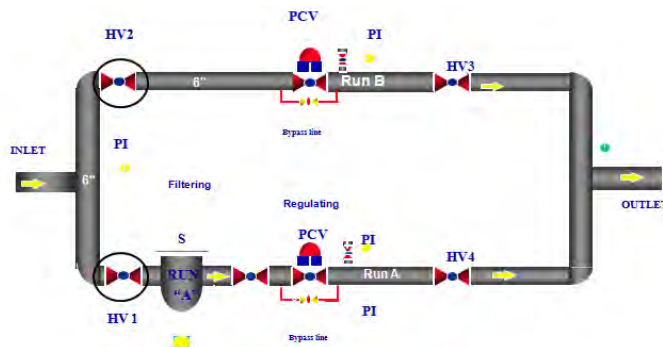 PCV
HV2
PI
6"
Run B
HV3
Bypass line
PI
INLET
6"
Filtering
Regulating
OUTLET
S
PCV
PI
HV4
RUN
“A”
Run A
HV 1
PI
Bypass line